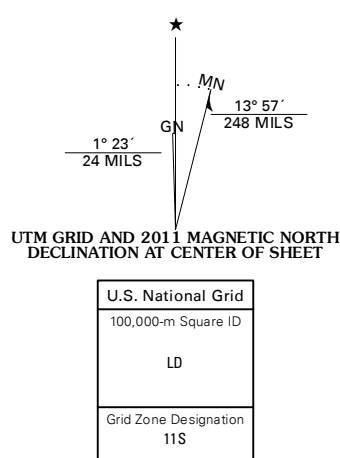 ★
MN
GN
13° 57´
248 MILS
1° 23´
24 MILS
UTM GRID AND 2011 MAGNETIC NORTH
DECLINATION AT CENTER OF SHEET
U.S. National Grid
100,000-m Square ID
LD
Grid Zone Designation
11S